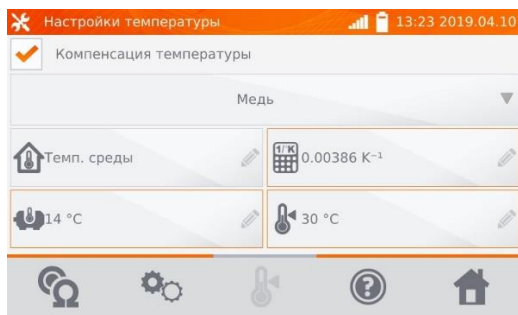 Настройки температуры 13:23 2019.04.10
Компенсация температуры
Медь
Темп. среды
1/K 0.00386 K⁻¹
14 °C
30 °C
Ω
?